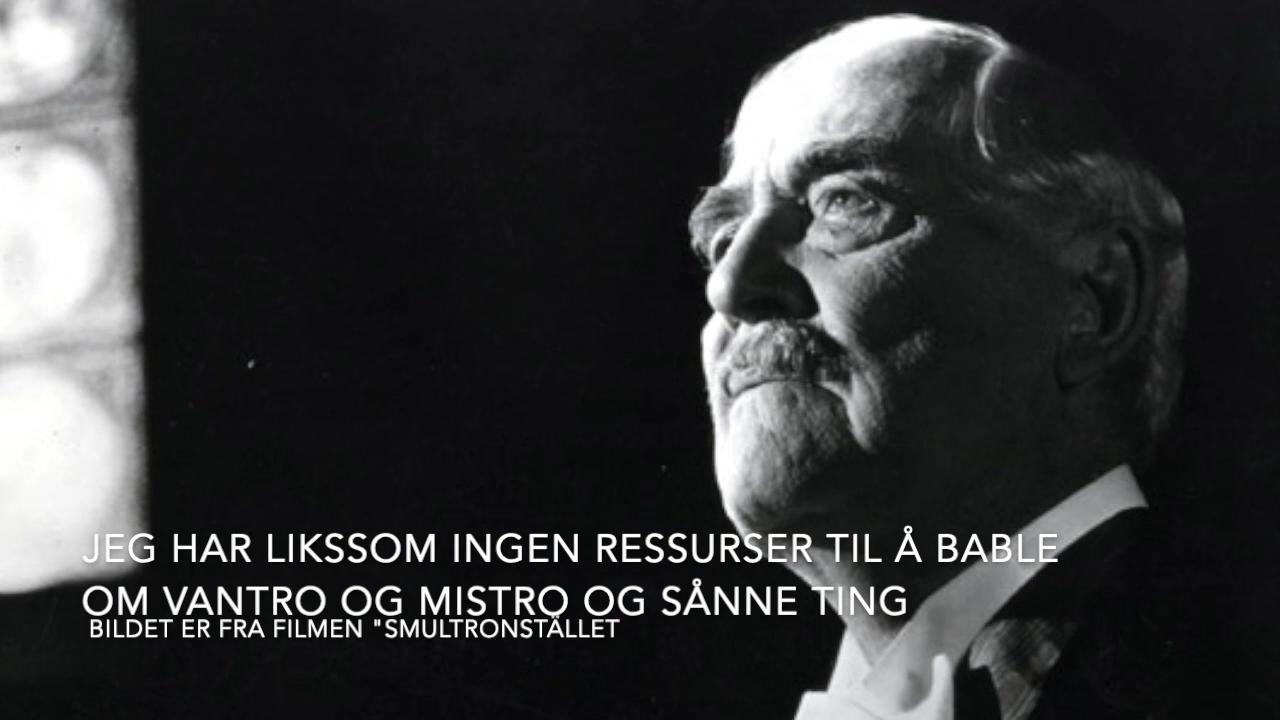 JEG HAR LIKSSOM INGEN RESSURSER TIL Å BABLE
OM VANTRO OG MISTRO OG SÅNNE TING
BILDET ER FRA FILMEN "SMULTRONSTÄLLET